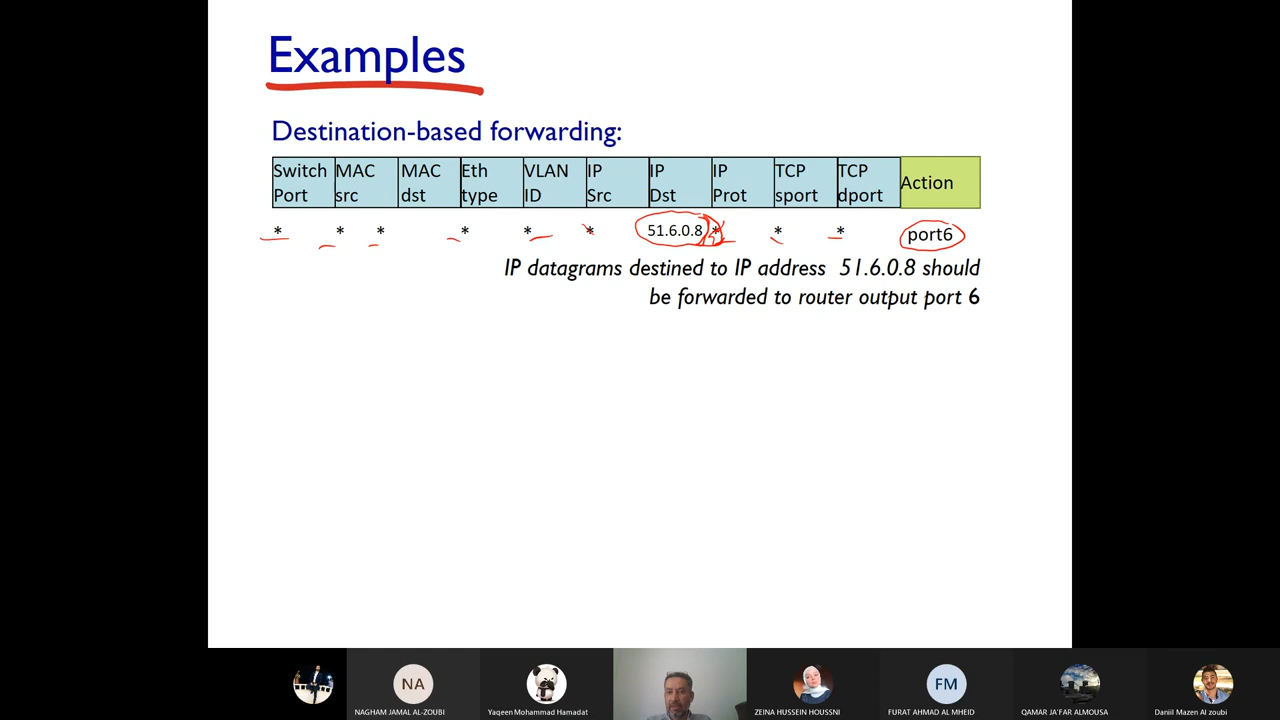 Examples
Destination-based forwarding:
Switch Port MAC src MAC dst Eth type VLAN ID IP Src IP Dst IP Prot TCP sport TCP dport Action
* * * * * * 51.6.0.8 * * * port6
IP datagrams destined to IP address 51.6.0.8 should
be forwarded to router output port 6
NA FM
NAGHAM JAMAL AL-ZOUBI Yaqeen Mohammad Hamadat ZEINA HUSSEIN HOUSSNI FURAT AHMAD AL MHEID QAMAR JA'FAR ALMOUSA Daniil Mazen Al zoubi